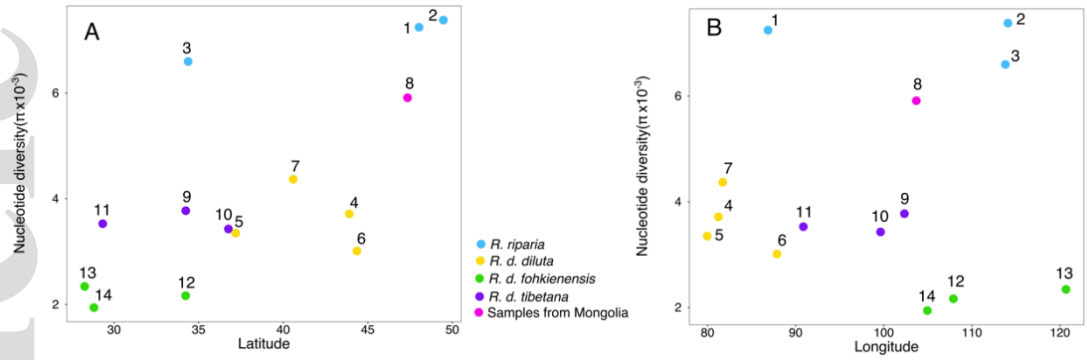 A
Nucleotide diversity(π x10⁻³)
6
4
2
1
2
3
8
7
4
5
6
9
10
11
13
14
12
30 35 40 45 50
Latitude
R. riparia
R. d. diluta
R. d. fohkienensis
R. d. tibetana
Samples from Mongolia
B
Nucleotide diversity(π x10⁻³)
6
4
2
1
2
3
8
7
4
5
6
11
10
9
14
12
13
80 90 100 110 120
Longitude